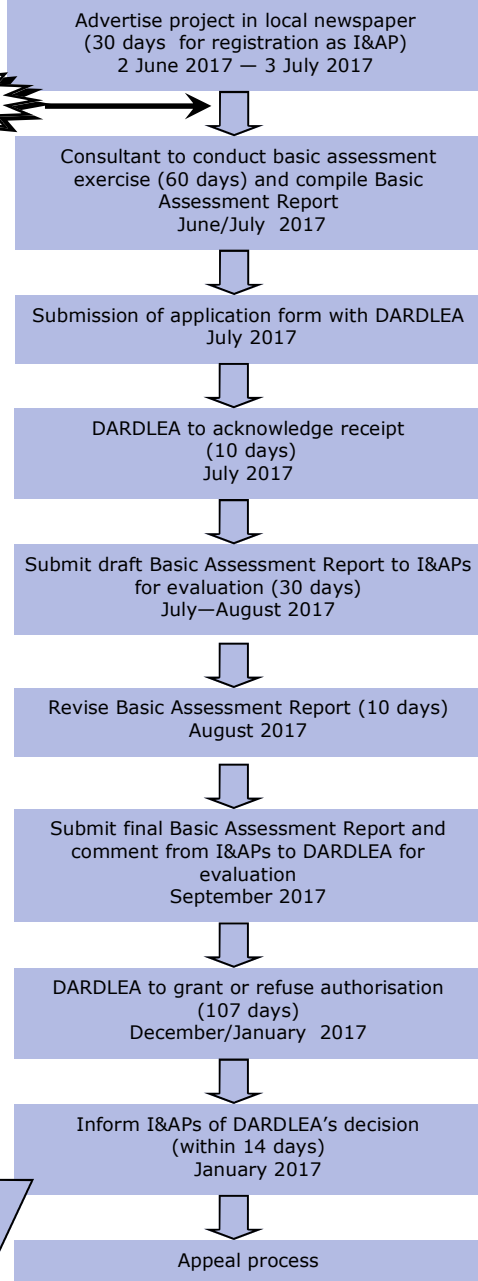 Advertise project in local newspaper
(30 days  for registration as I&AP)
2 June 2017 — 3 July 2017
Consultant to conduct basic assessment
exercise (60 days) and compile Basic
Assessment Report
June/July  2017
Submission of application form with DARDLEA
July 2017
DARDLEA to acknowledge receipt
(10 days)
July 2017
Submit draft Basic Assessment Report to I&APs
for evaluation (30 days)
July—August 2017
Revise Basic Assessment Report (10 days)
August 2017
Submit final Basic Assessment Report and
comment from I&APs to DARDLEA for
evaluation
September 2017
DARDLEA to grant or refuse authorisation
(107 days)
December/January  2017
Inform I&APs of DARDLEA’s decision
(within 14 days)
January 2017
Appeal process